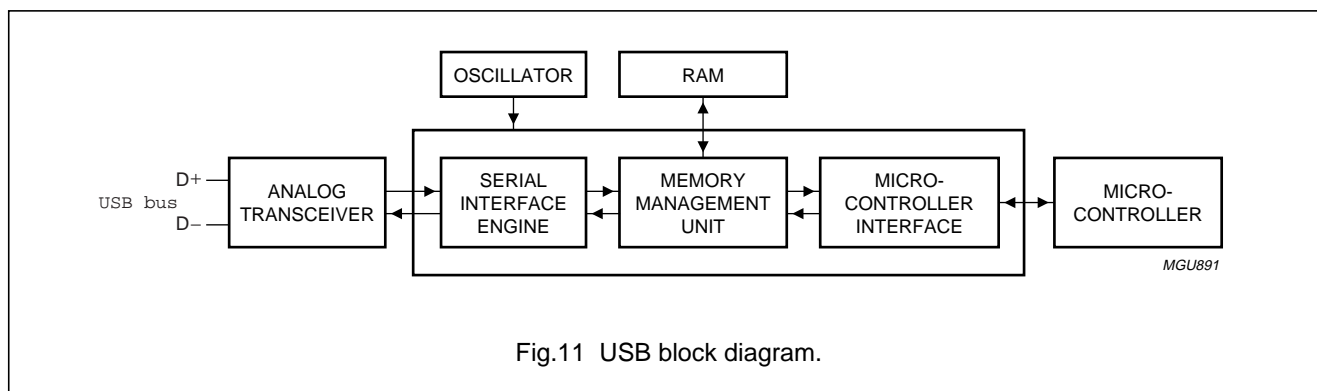 OSCILLATOR
RAM
USB bus
D+
D−
ANALOG
TRANSCEIVER
SERIAL
INTERFACE
ENGINE
MEMORY
MANAGEMENT
UNIT
MICRO-
CONTROLLER
INTERFACE
MICRO-
CONTROLLER
MGU891
Fig.11 USB block diagram.